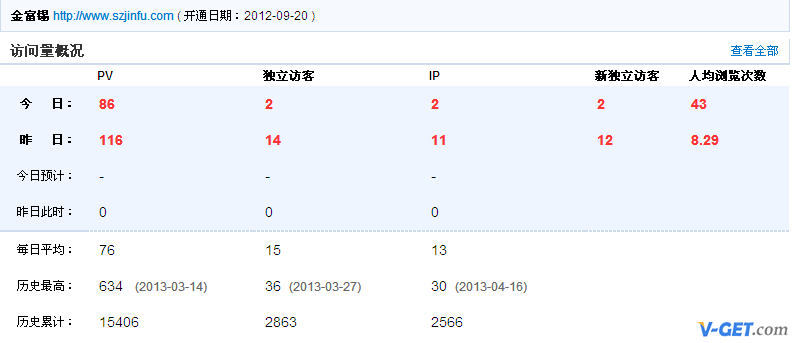 金富锡 http://www.szjinfu.com ( 开通日期：2012-09-20 )
访问量概况 查看全部
PV 独立访客 IP 新独立访客 人均浏览次数
今 日： 86 2 2 2 43
昨 日： 116 14 11 12 8.29
今日预计： - - -
昨日此时： 0 0 0
每日平均： 76 15 13
历史最高： 634 (2013-03-14) 36 (2013-03-27) 30 (2013-04-16)
历史累计： 15406 2863 2566
V-GET.com